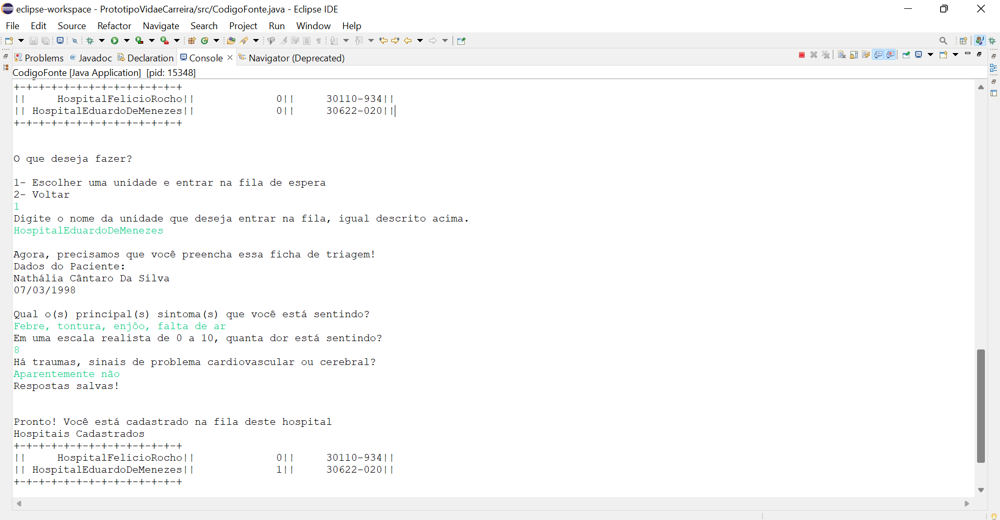 eclipse-workspace - PrototipoVidaeCarreira/src/CodigoFonte.java - Eclipse IDE
File Edit Source Refactor Navigate Search Project Run Window Help
Problems @ Javadoc Declaration Console Navigator (Deprecated)
CodigoFonte [Java Application] [pid: 15348]
+-+-+-+-+-+-+-+-+-+-+-+-+-+
||     HospitalFelicioRocho||             0||     30110-934||
|| HospitalEduardoDeMenezes||             0||     30622-020||
+-+-+-+-+-+-+-+-+-+-+-+-+-+
O que deseja fazer?
1- Escolher uma unidade e entrar na fila de espera
2- Voltar
1
Digite o nome da unidade que deseja entrar na fila, igual descrito acima.
HospitalEduardoDeMenezes
Agora, precisamos que você preencha essa ficha de triagem!
Dados do Paciente:
Nathália Cântaro Da Silva
07/03/1998
Qual o(s) principal(s) sintoma(s) que você está sentindo?
Febre, tontura, enjôo, falta de ar
Em uma escala realista de 0 a 10, quanta dor está sentindo?
8
Há traumas, sinais de problema cardiovascular ou cerebral?
Aparentemente não
Respostas salvas!
Pronto! Você está cadastrado na fila deste hospital
Hospitais Cadastrados
+-+-+-+-+-+-+-+-+-+-+-+-+-+
||     HospitalFelicioRocho||             0||     30110-934||
|| HospitalEduardoDeMenezes||             1||     30622-020||
+-+-+-+-+-+-+-+-+-+-+-+-+-+